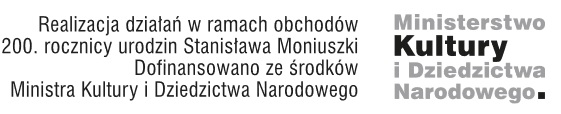 Realizacja działań w ramach obchodów
200. rocznicy urodzin Stanisława Moniuszki
Dofinansowano ze środków
Ministra Kultury i Dziedzictwa Narodowego
Ministerstwo
Kultury
i Dziedzictwa
Narodowego.